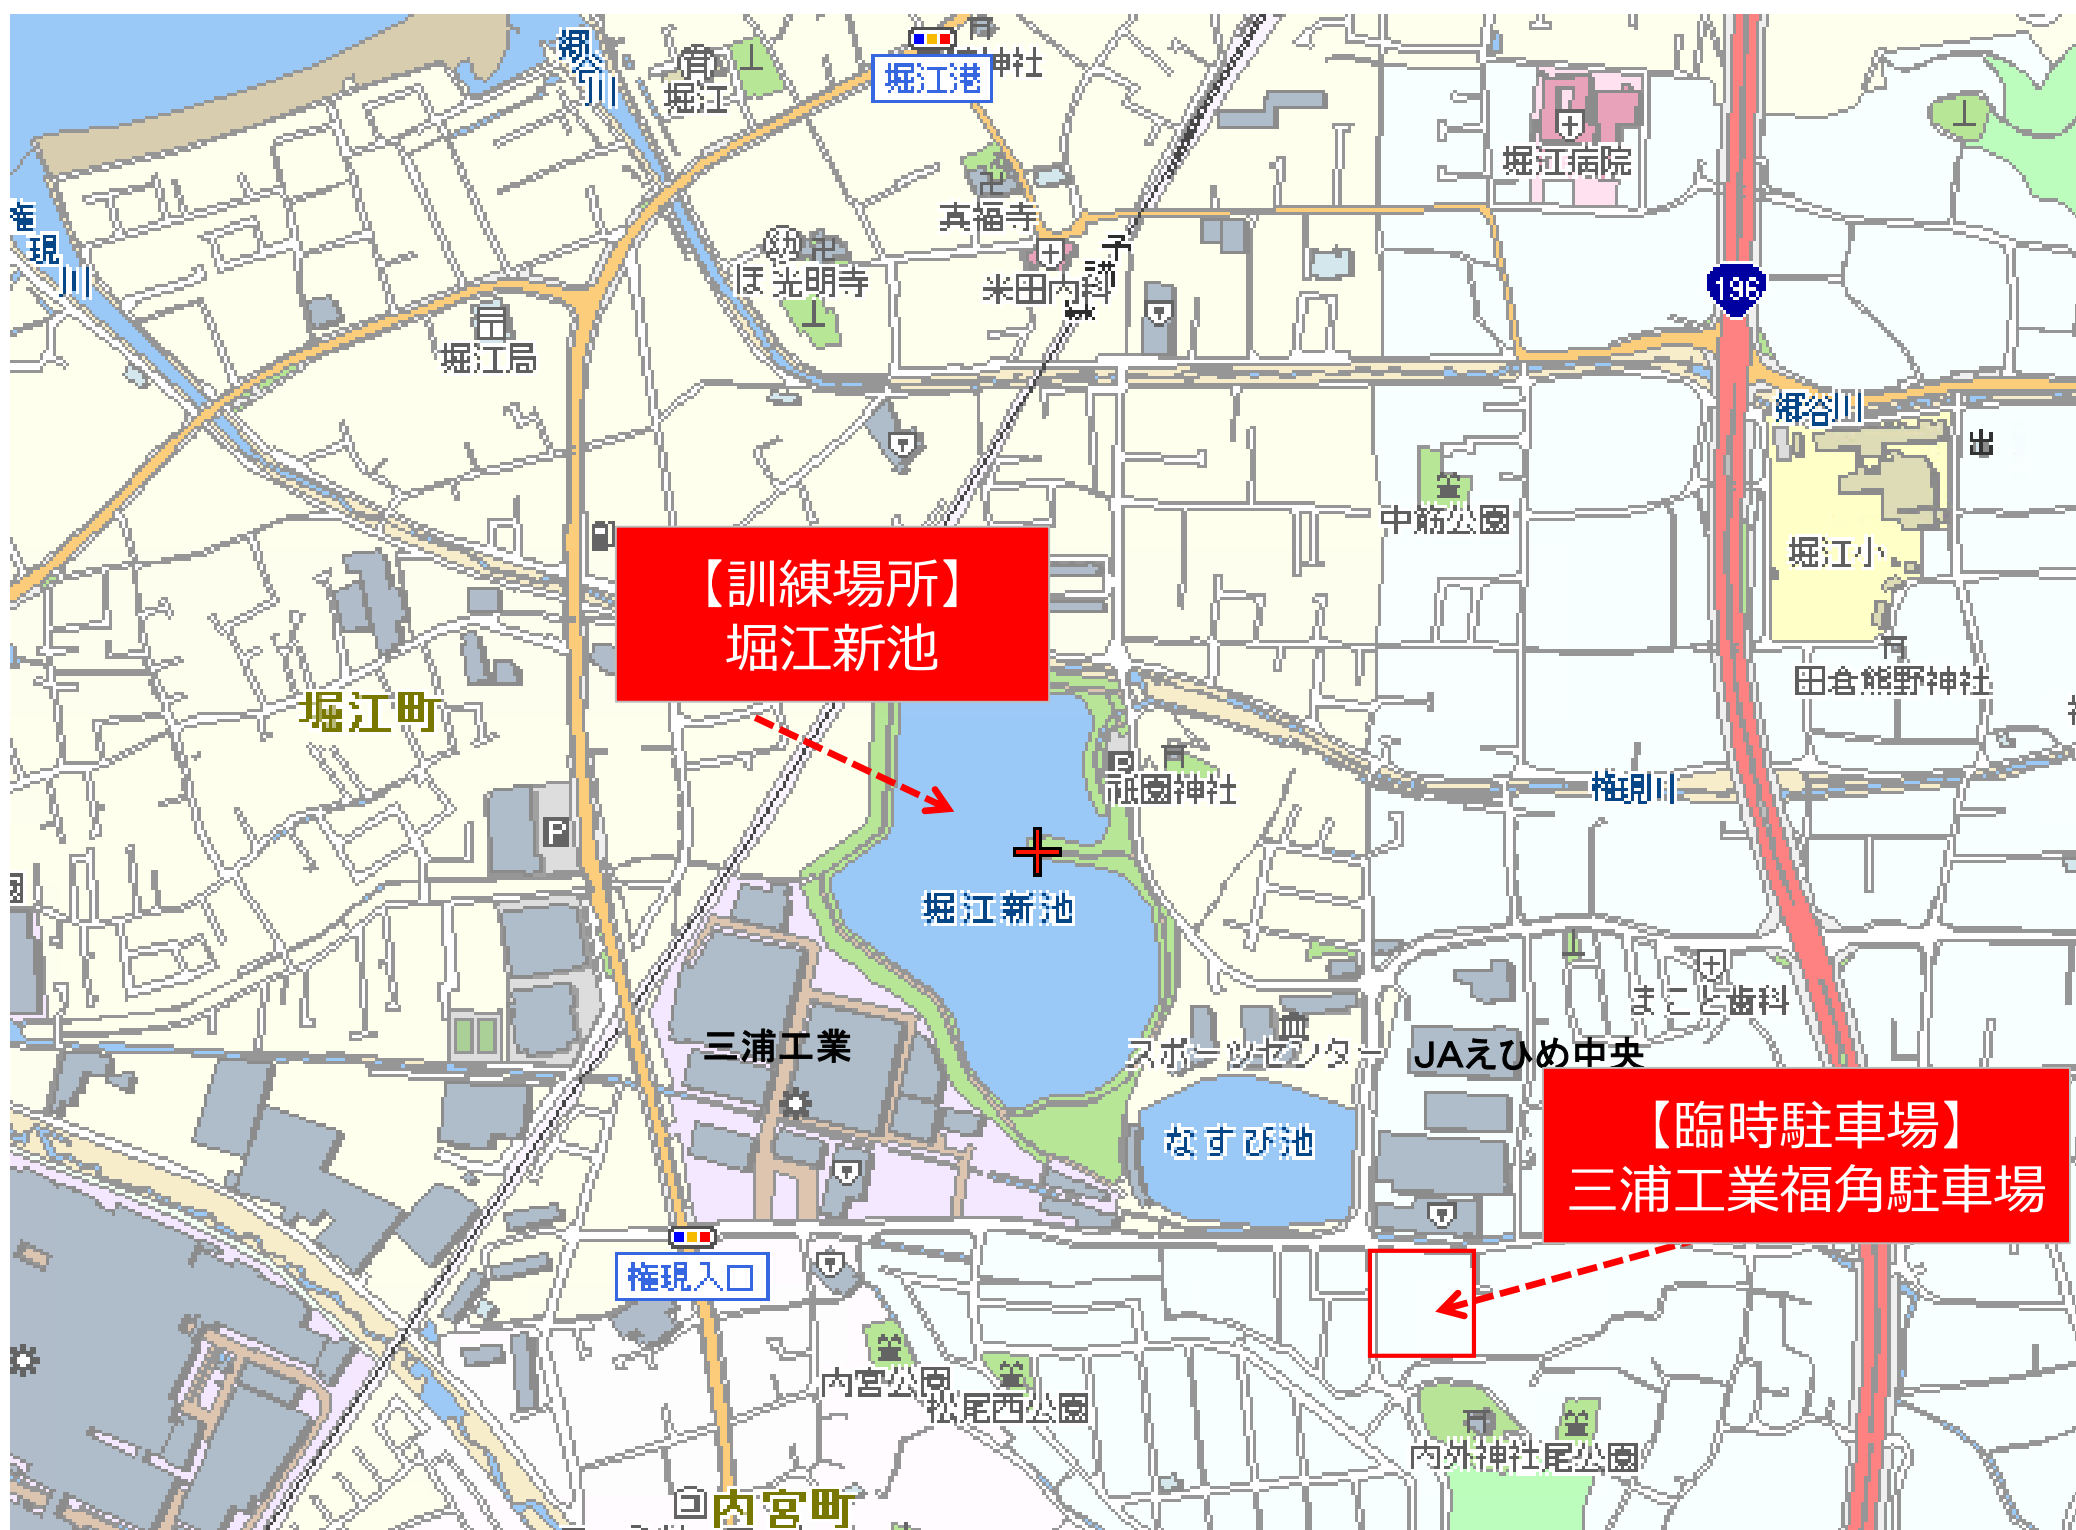 堀江港
神社
堀江
堀江病院
真福寺
ほ
光明寺
米田内科
権現川
196
堀江局
郷谷川
中筋公園
堀江小
【訓練場所】
堀江新池
田倉熊野神社
堀江町
P
P
祇園神社
権現川
堀江新池
まこと歯科
三浦工業
スポーツセンター
JAえひめ中央
【臨時駐車場】
三浦工業福角駐車場
なすび池
権現入口
内宮公園
松尾西公園
内外神社
尾公園
内宮町